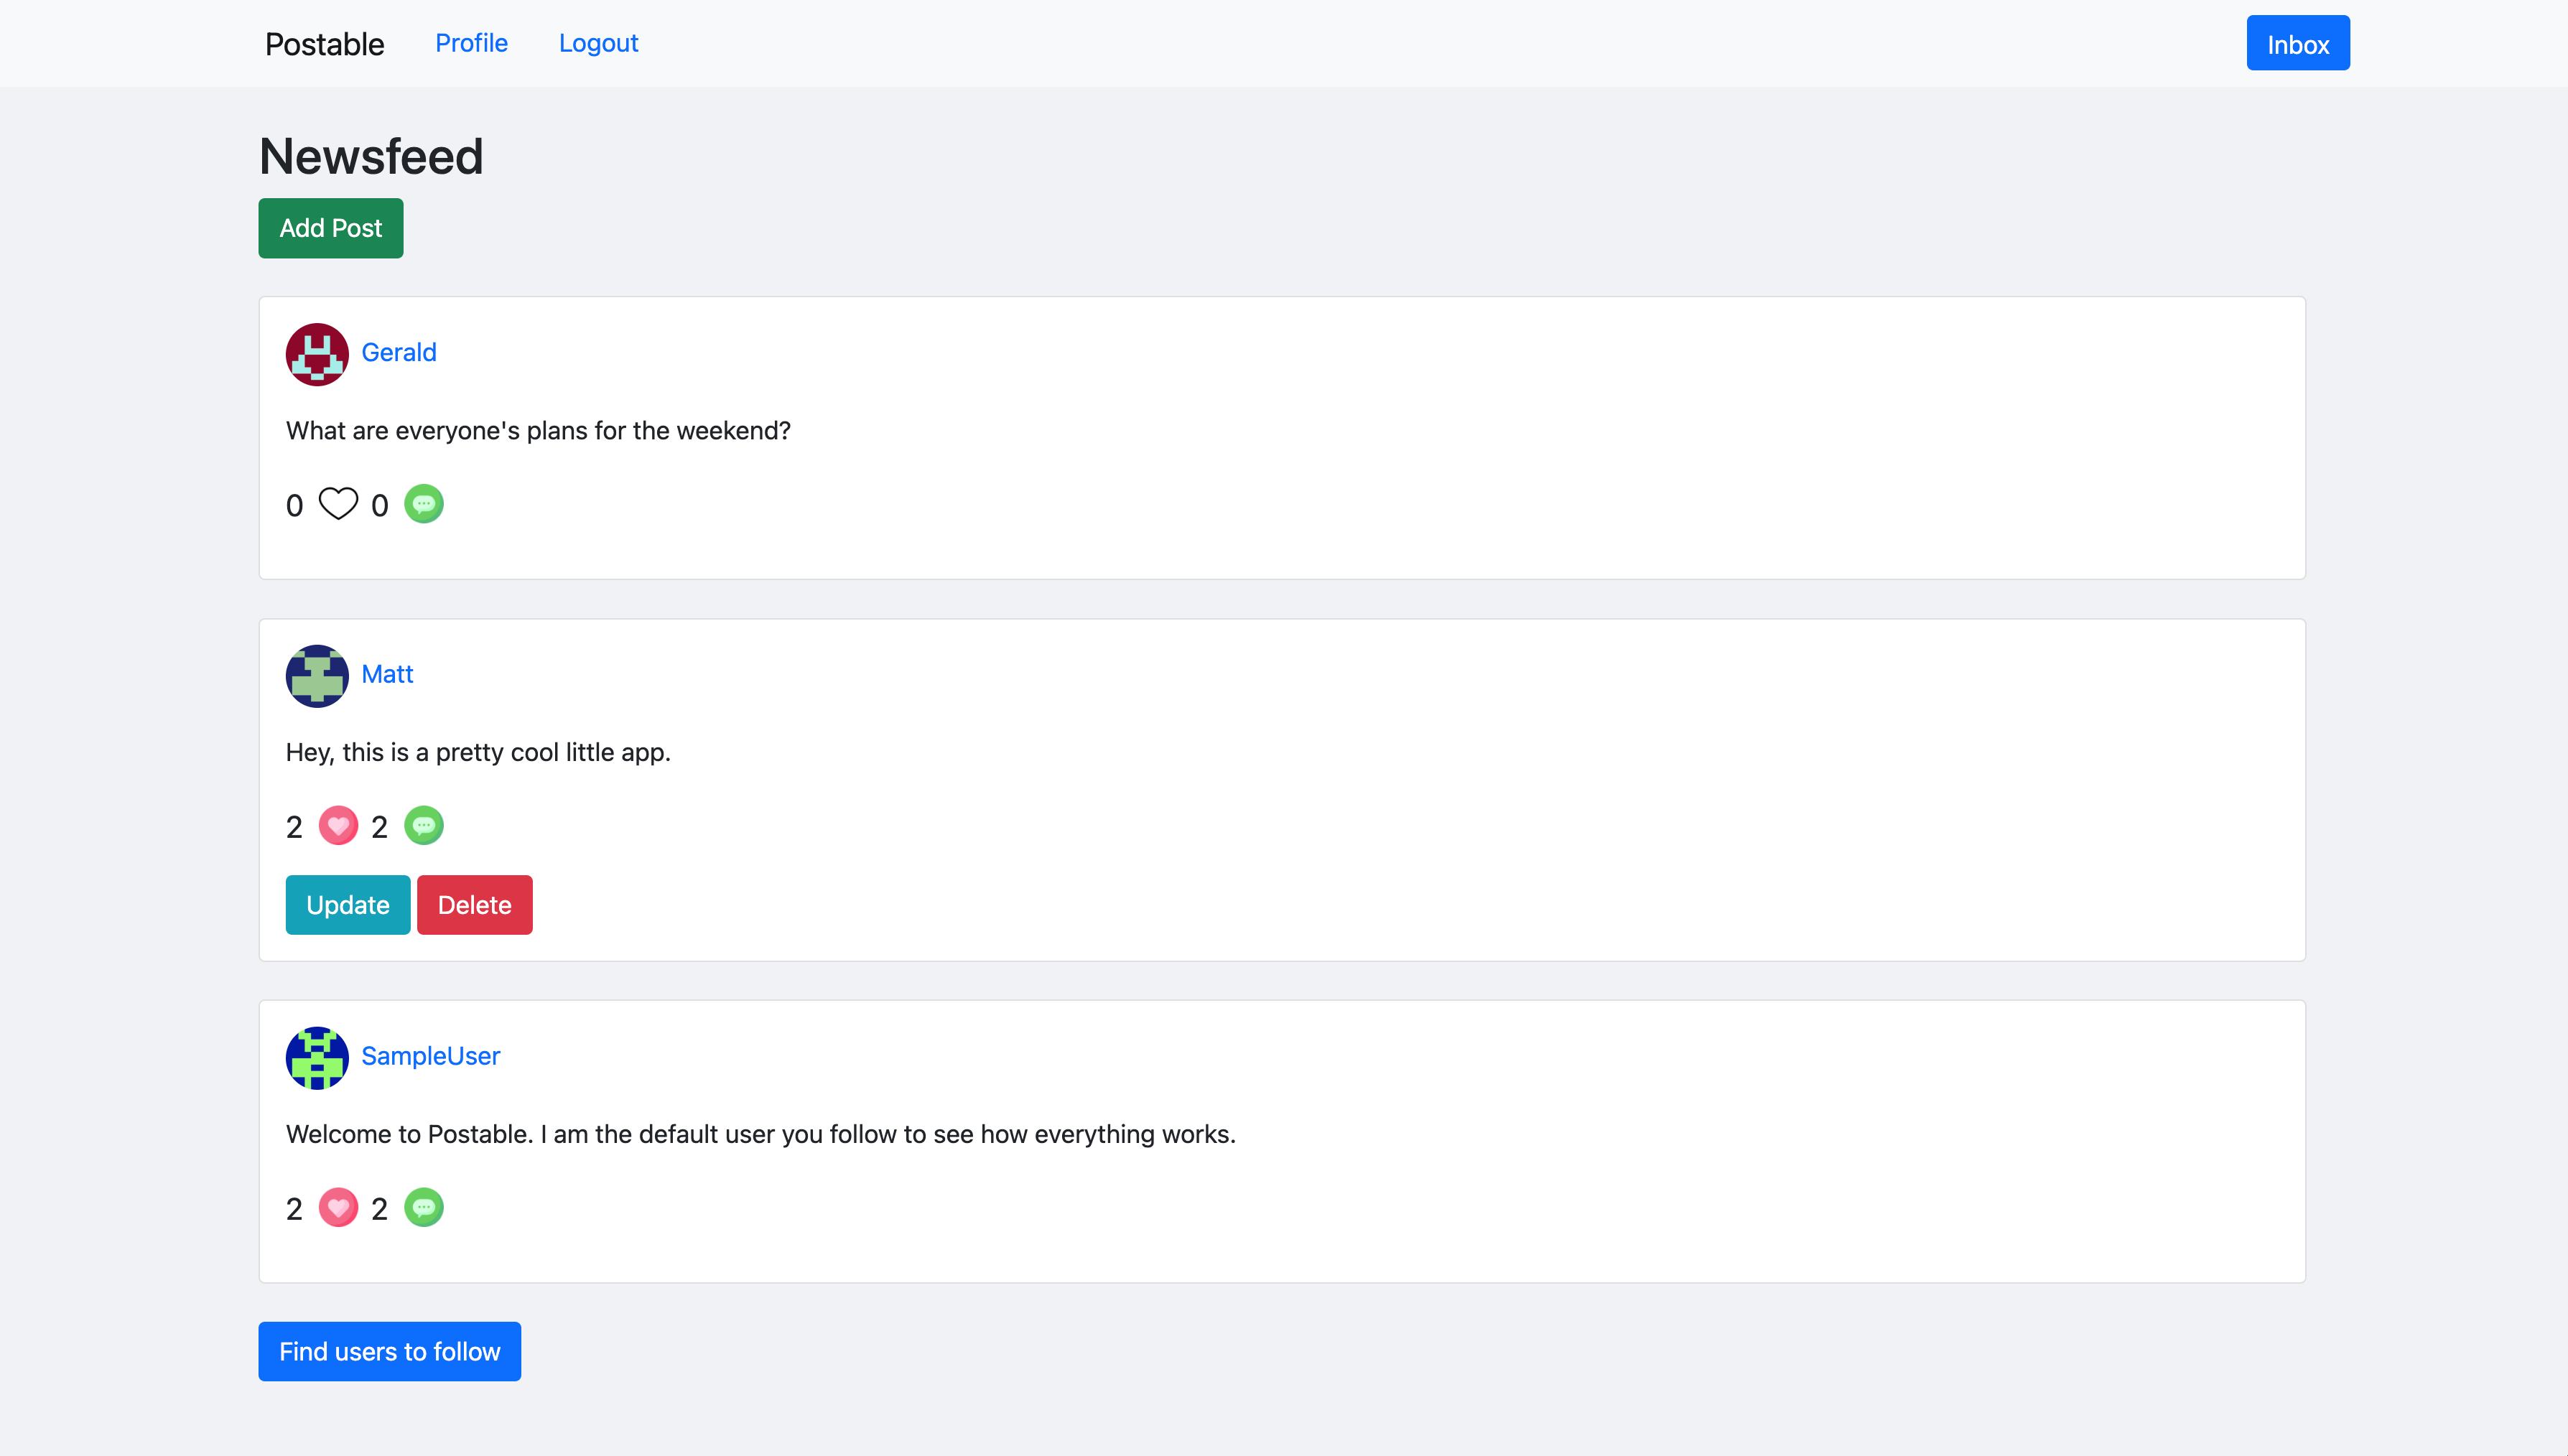 Postable Profile Logout Inbox
Newsfeed
Add Post
Gerald
What are everyone's plans for the weekend?
0 0
Matt
Hey, this is a pretty cool little app.
2 2
Update Delete
SampleUser
Welcome to Postable. I am the default user you follow to see how everything works.
2 2
Find users to follow